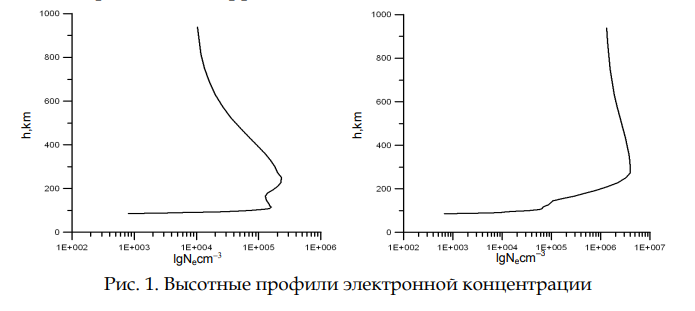 1000
800
600
400
200
0
h,km
1E+002 1E+003 1E+004 1E+005 1E+006
lgNₑcm⁻³
1000
800
600
400
200
0
h,km
1E+002 1E+003 1E+004 1E+005 1E+006 1E+007
lgNₑcm⁻³
Рис. 1. Высотные профили электронной концентрации